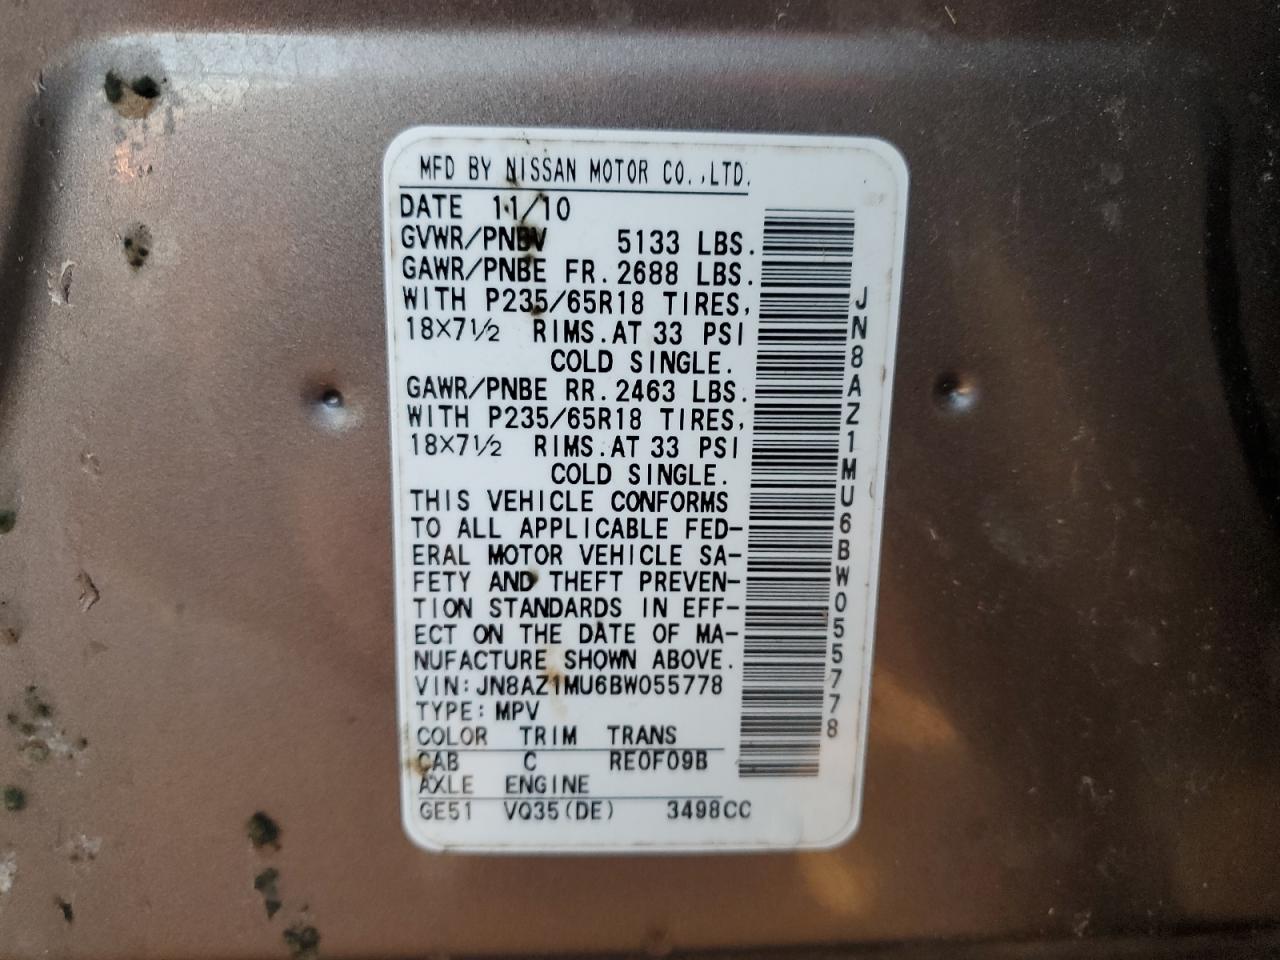 MFD BY NISSAN MOTOR CO.,LTD.
DATE 11/10
GVWR/PNBV 5133 LBS.
GAWR/PNBE FR. 2688 LBS.
WITH P235/65R18 TIRES,
18×7½ RIMS. AT 33 PSI
COLD SINGLE.
GAWR/PNBE RR. 2463 LBS.
WITH P235/65R18 TIRES,
18×7½ RIMS. AT 33 PSI
COLD SINGLE.
THIS VEHICLE CONFORMS
TO ALL APPLICABLE FED-
ERAL MOTOR VEHICLE SA-
FETY AND THEFT PREVEN-
TION STANDARDS IN EFF-
ECT ON THE DATE OF MA-
NUFACTURE SHOWN ABOVE.
VIN: JN8AZ1MU6BW055778
TYPE: MPV
COLOR TRIM TRANS
CAB C RE0F09B
AXLE ENGINE
GE51 VQ35(DE) 3498CC
JN8AZ1MU6BW055778